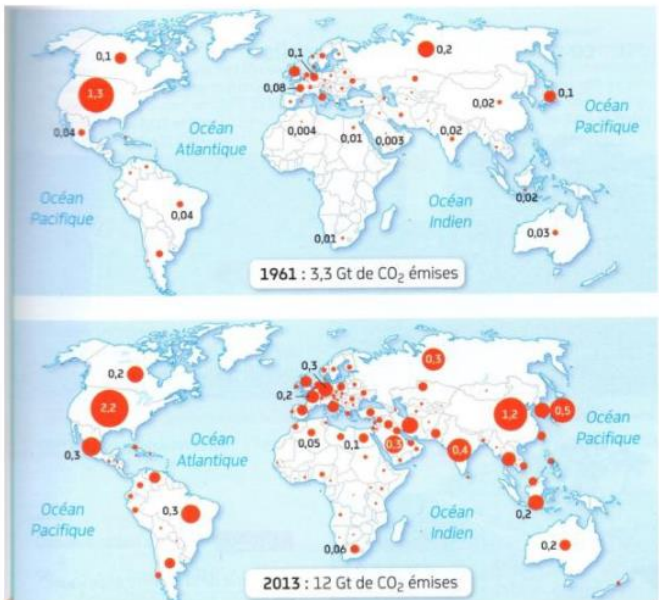 0,1
0,2
0,1
1,3
0,08
0,02
0,1
0,04
Océan
Atlantique
0,004
0,01
0,003
0,02
Océan
Pacifique
Océan
Pacifique
0,04
Océan
Indien
0,02
0,01
0,03
1961 : 3,3 Gt de CO₂ émises
0,2
0,3
0,3
2,2
0,2
1,2
0,5
0,3
Océan
Atlantique
0,05
0,1
0,3
0,4
Océan
Pacifique
Océan
Pacifique
0,3
Océan
Indien
0,2
0,06
0,2
2013 : 12 Gt de CO₂ émises